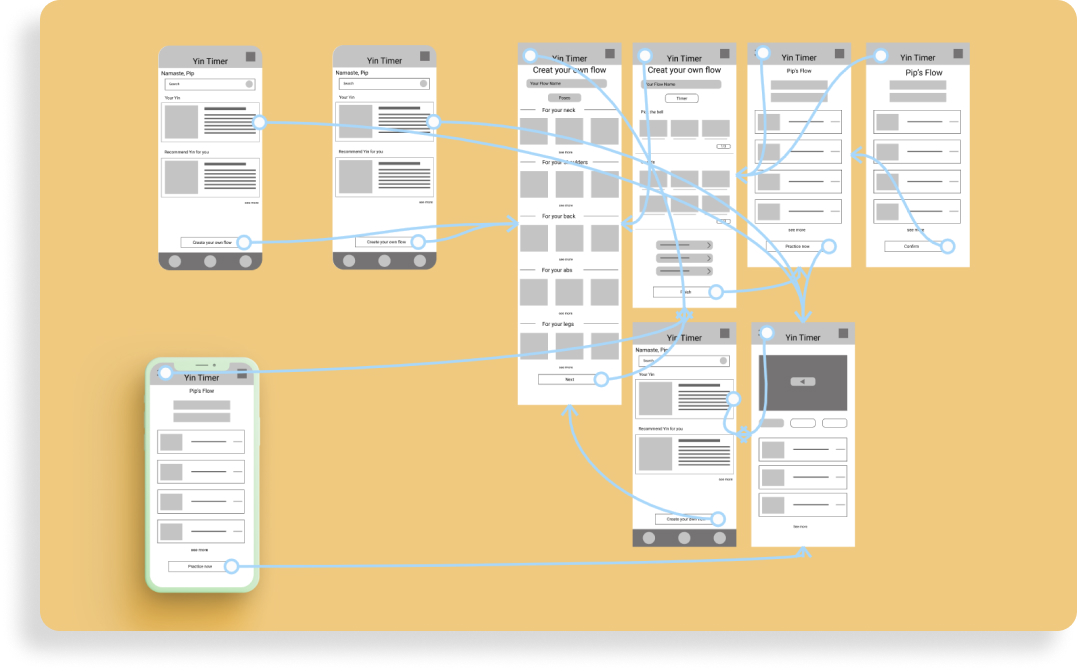 Yin Timer
Namaste, Pip
Search
Your Yin
Recommend Yin for you
see more
Create your own flow
Yin Timer
Namaste, Pip
Search
Your Yin
Recommend Yin for you
see more
Create your own flow
Yin Timer
Creat your own flow
Your Flow Name
Poses
For your neck
see more
For your shoulders
see more
For your back
see more
For your abs
see more
For your legs
see more
Next
Yin Timer
Creat your own flow
Your Flow Name
Timer
Pick the bell
Finish
Yin Timer
Pip's Flow
see more
Practice now
Yin Timer
Pip's Flow
see more
Confirm
Yin Timer
Pip's Flow
see more
Practice now
Yin Timer
Namaste, Pip
Search
Your Yin
Recommend Yin for you
see more
Create your own flow
Yin Timer
See more